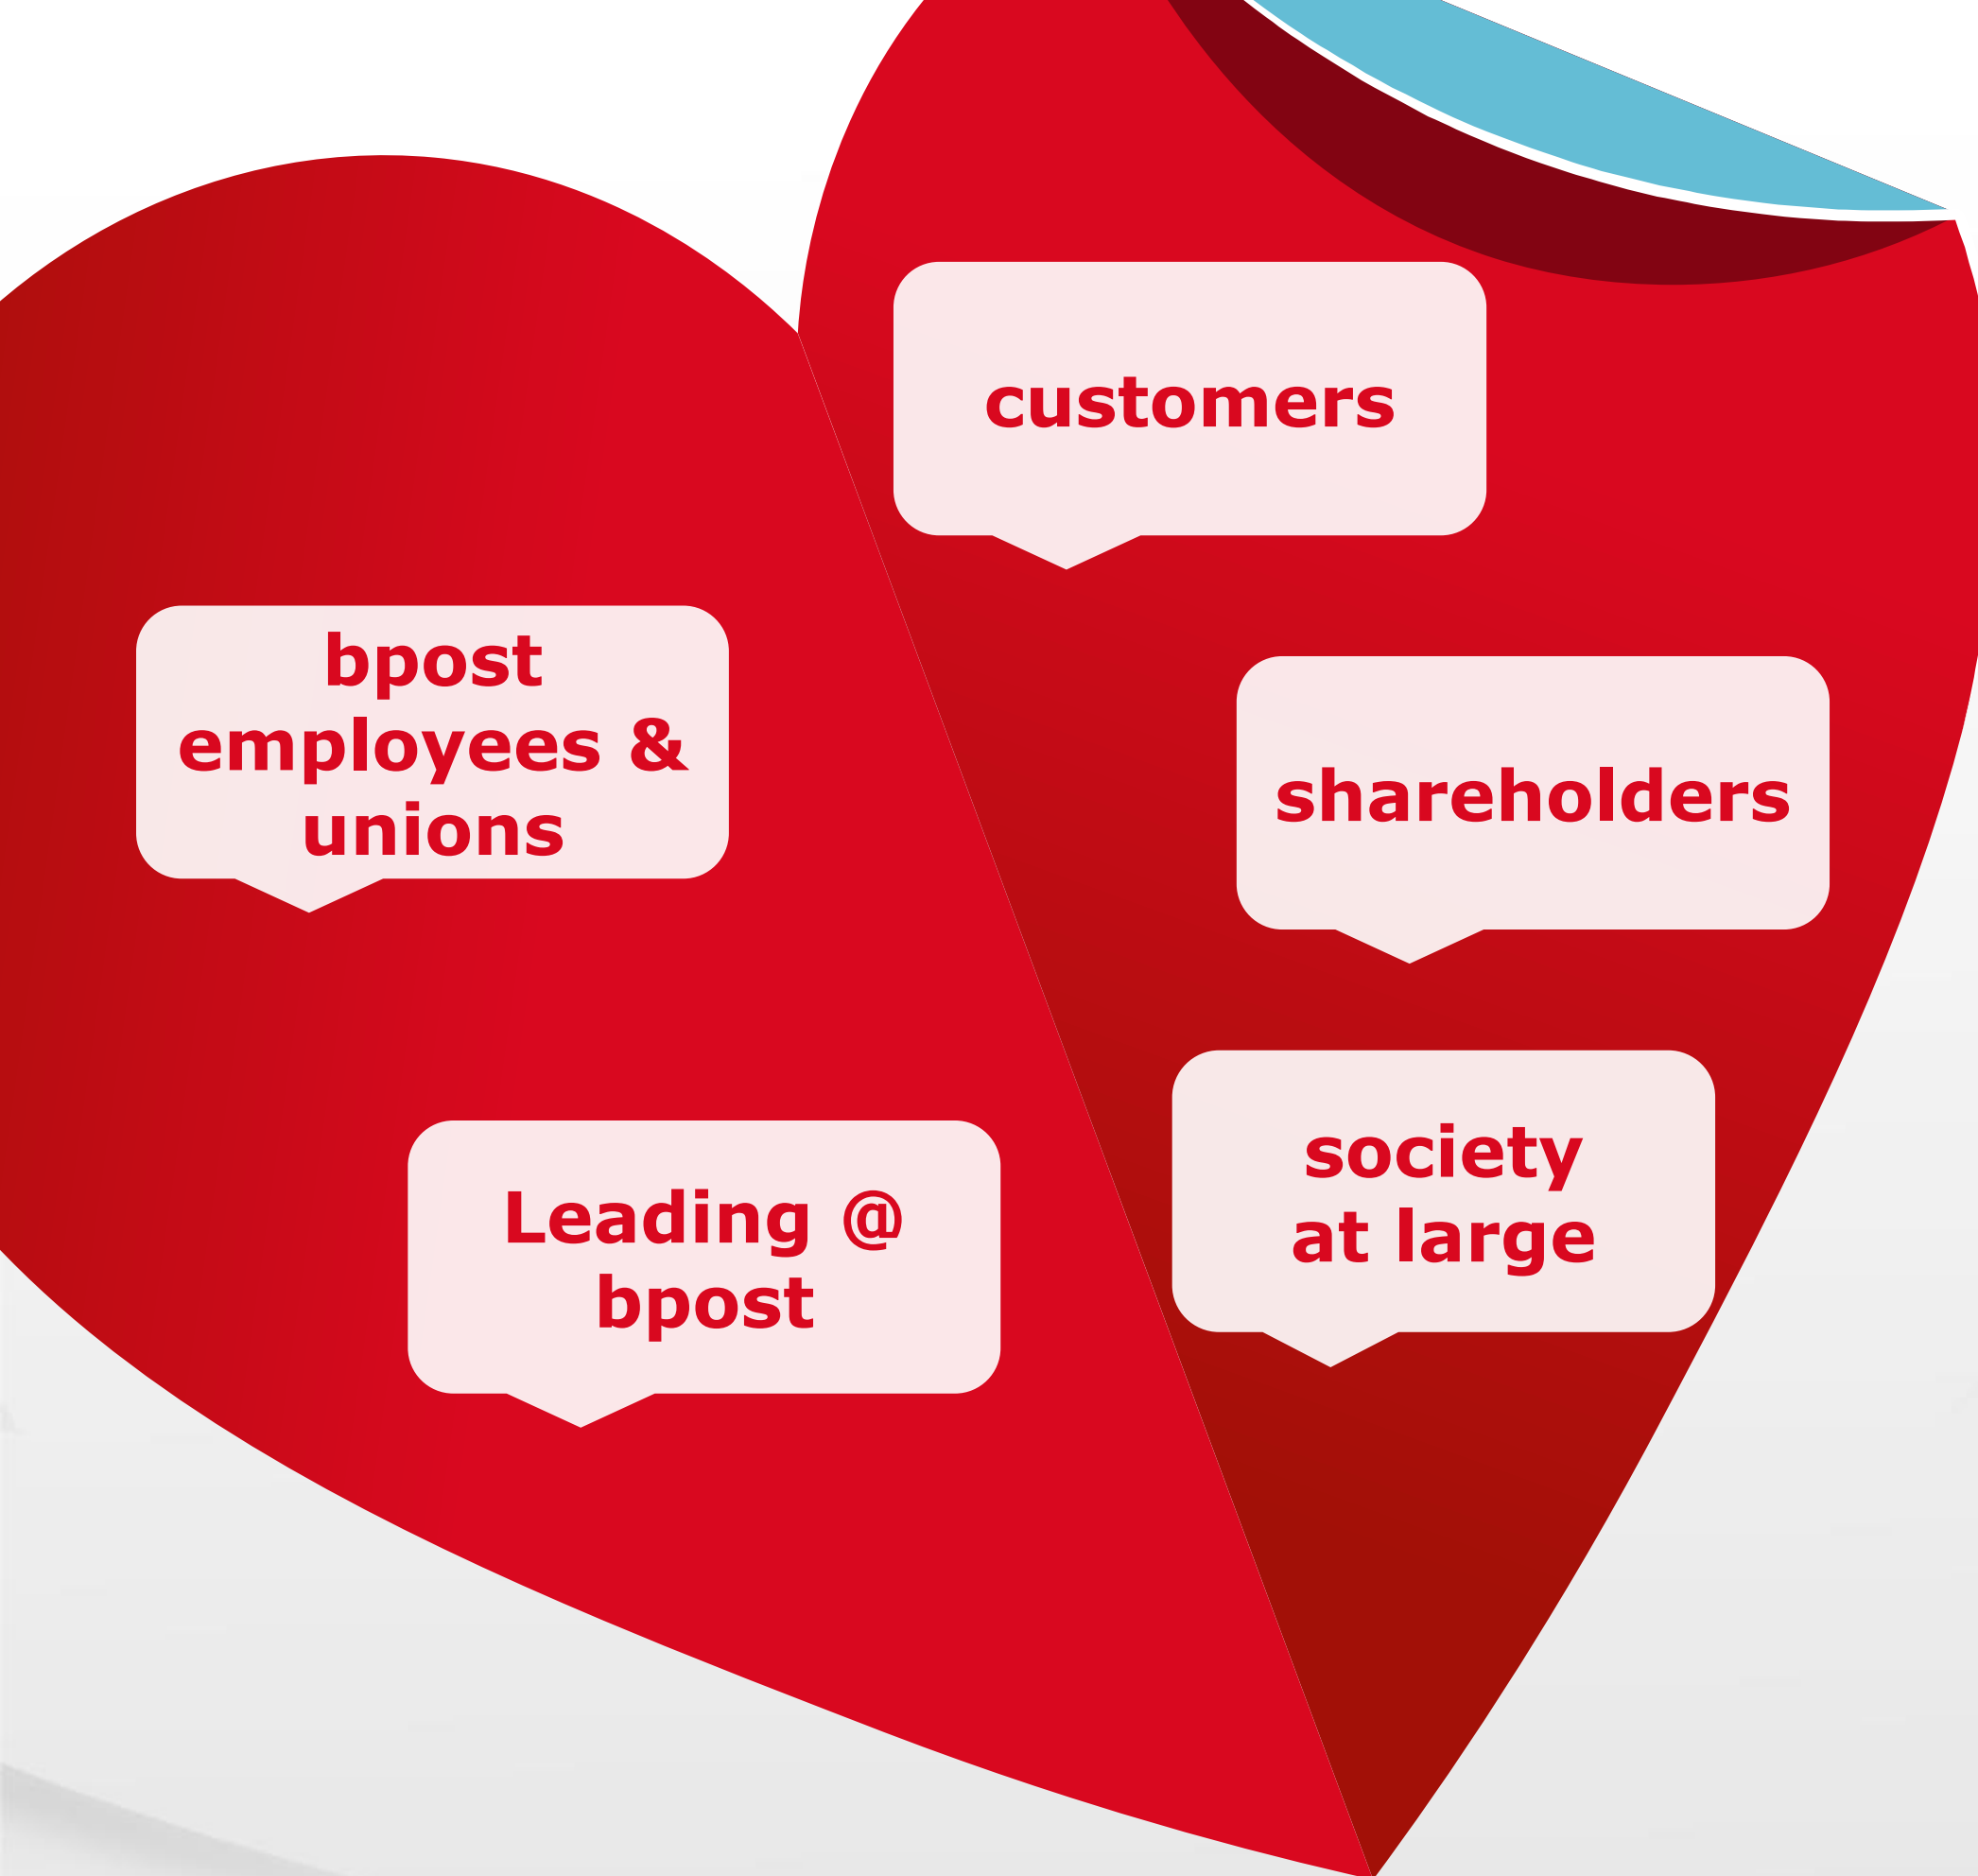 customers
bpost
employees &
unions
shareholders
Leading @
bpost
society
at large